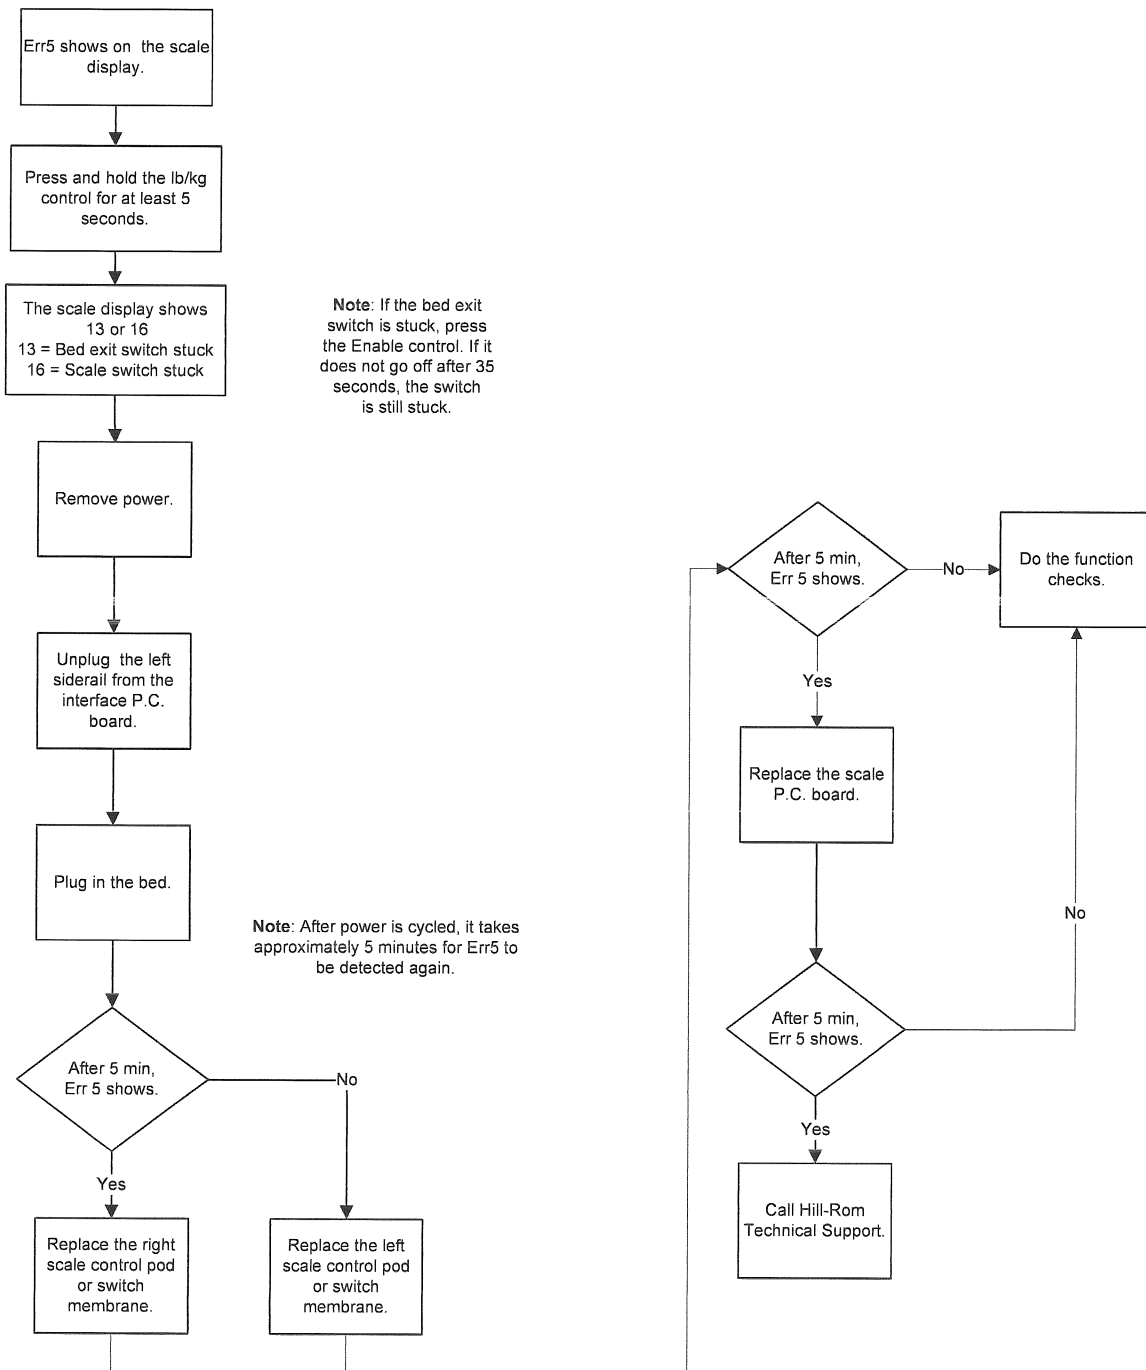 Err5 shows on the scale
display.
Press and hold the lb/kg
control for at least 5
seconds.
The scale display shows
13 or 16
13 = Bed exit switch stuck
16 = Scale switch stuck
Note: If the bed exit
switch is stuck, press
the Enable control. If it
does not go off after 35
seconds, the switch
is still stuck.
Remove power.
Unplug the left
siderail from the
interface P.C.
board.
Plug in the bed.
Note: After power is cycled, it takes
approximately 5 minutes for Err5 to
be detected again.
After 5 min,
Err 5 shows.
No
Yes
Replace the right
scale control pod
or switch
membrane.
Replace the left
scale control pod
or switch
membrane.
After 5 min,
Err 5 shows.
No
Do the function
checks.
Yes
Replace the scale
P.C. board.
No
After 5 min,
Err 5 shows.
Yes
Call Hill-Rom
Technical Support.